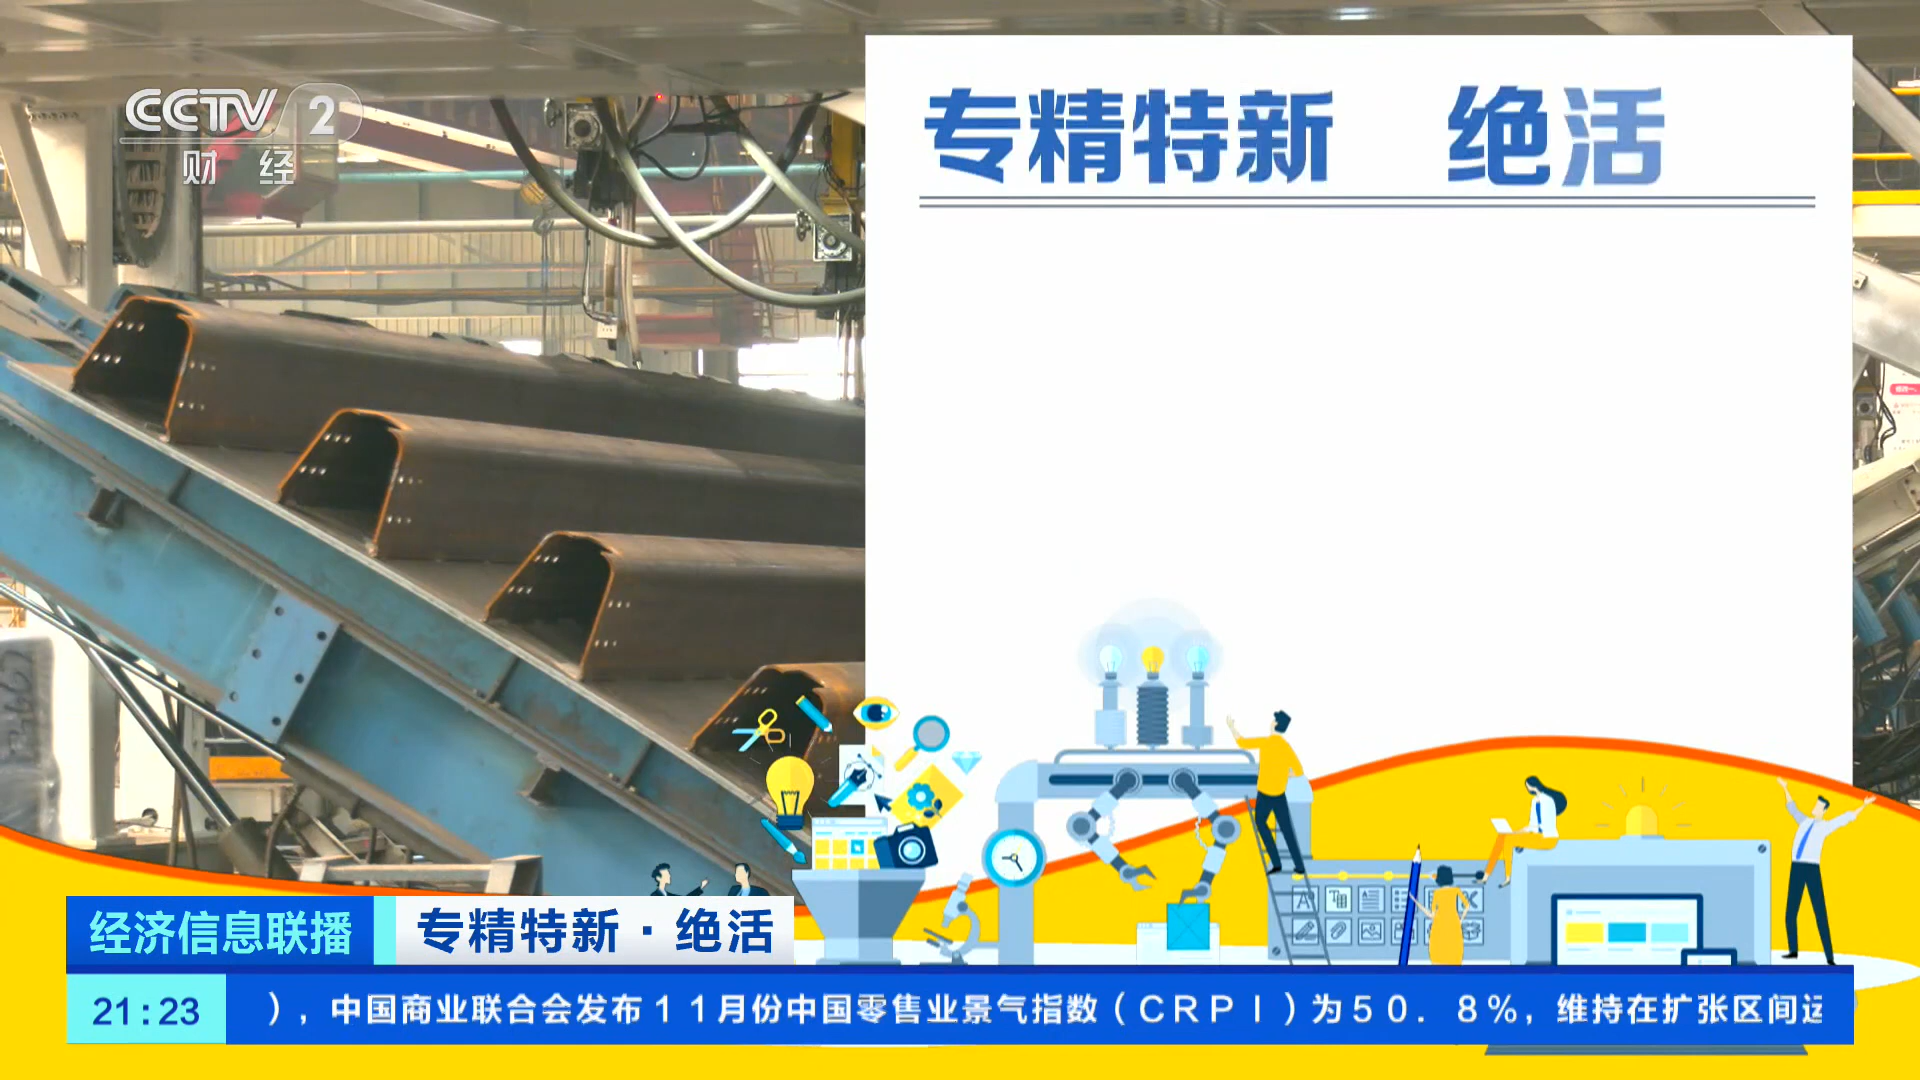 CCTV 2
财 经
专精特新 绝活
经济信息联播
专精特新·绝活
21:23
），中国商业联合会发布11月份中国零售业景气指数（CRPI）为50．8%，维持在扩张区间运